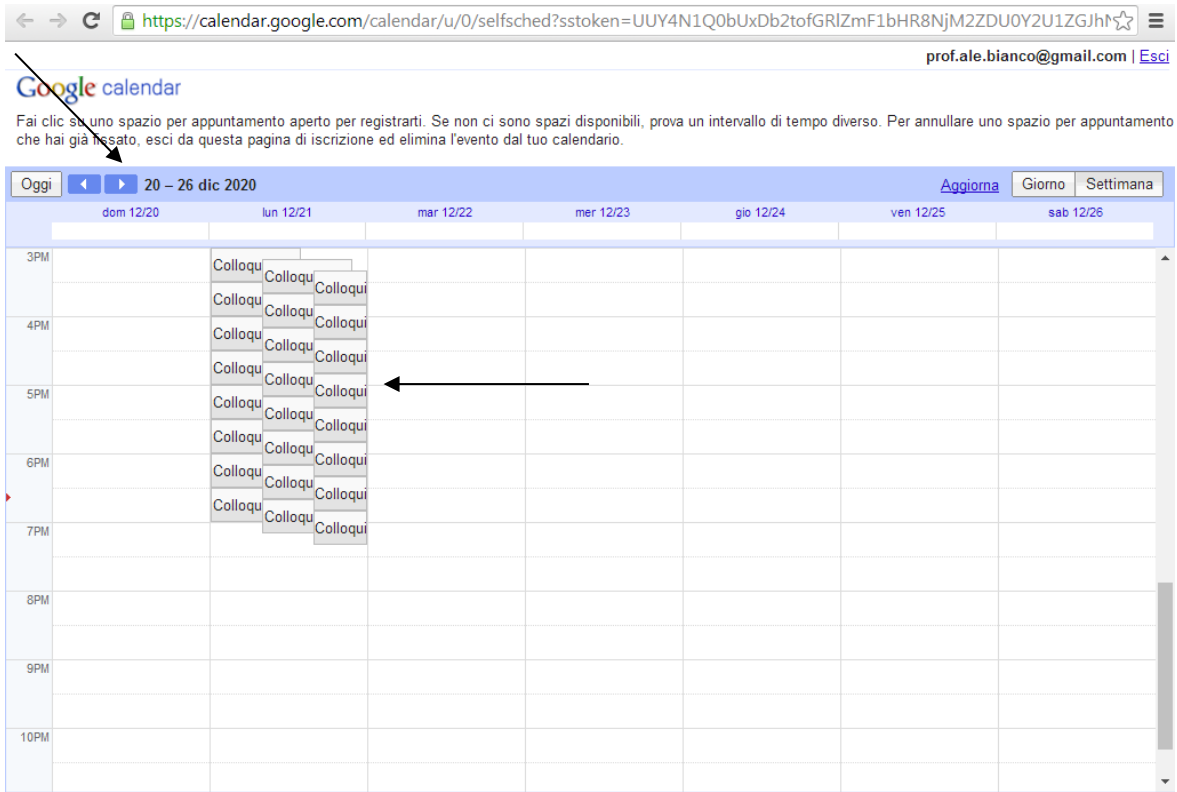 https://calendar.google.com/calendar/u/0/selfsched?sstoken=UUY4N1Q0bUxDb2tofGRlZmF1bHR8NjM2ZDU0Y2U1ZGJhN
prof.ale.bianco@gmail.com | Esci
Google calendar
Fai clic su uno spazio per appuntamento aperto per registrarti. Se non ci sono spazi disponibili, prova un intervallo di tempo diverso. Per annullare uno spazio per appuntamento
che hai già fissato, esci da questa pagina di iscrizione ed elimina l'evento dal tuo calendario.
Oggi 20 – 26 dic 2020 Aggiorna Giorno Settimana
dom 12/20 lun 12/21 mar 12/22 mer 12/23 gio 12/24 ven 12/25 sab 12/26
3PM
Colloqu Colloqu Colloqui
Colloqu Colloqu Colloqui
4PM
Colloqu Colloqu Colloqui
Colloqu Colloqu Colloqui
5PM
Colloqu Colloqu Colloqui
Colloqu Colloqu Colloqui
6PM
Colloqu Colloqu Colloqui
Colloqu Colloqu Colloqui
7PM
8PM
9PM
10PM